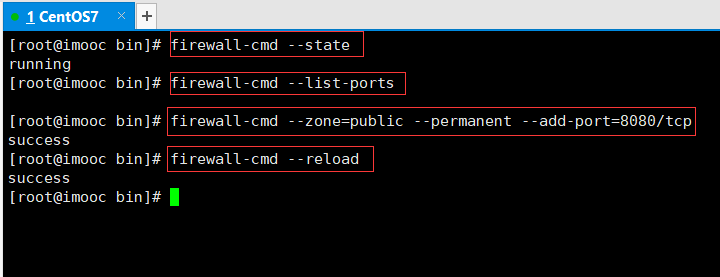 1 CentOS7 × +
[root@imooc bin]# firewall-cmd --state
running
[root@imooc bin]# firewall-cmd --list-ports

[root@imooc bin]# firewall-cmd --zone=public --permanent --add-port=8080/tcp
success
[root@imooc bin]# firewall-cmd --reload
success
[root@imooc bin]#